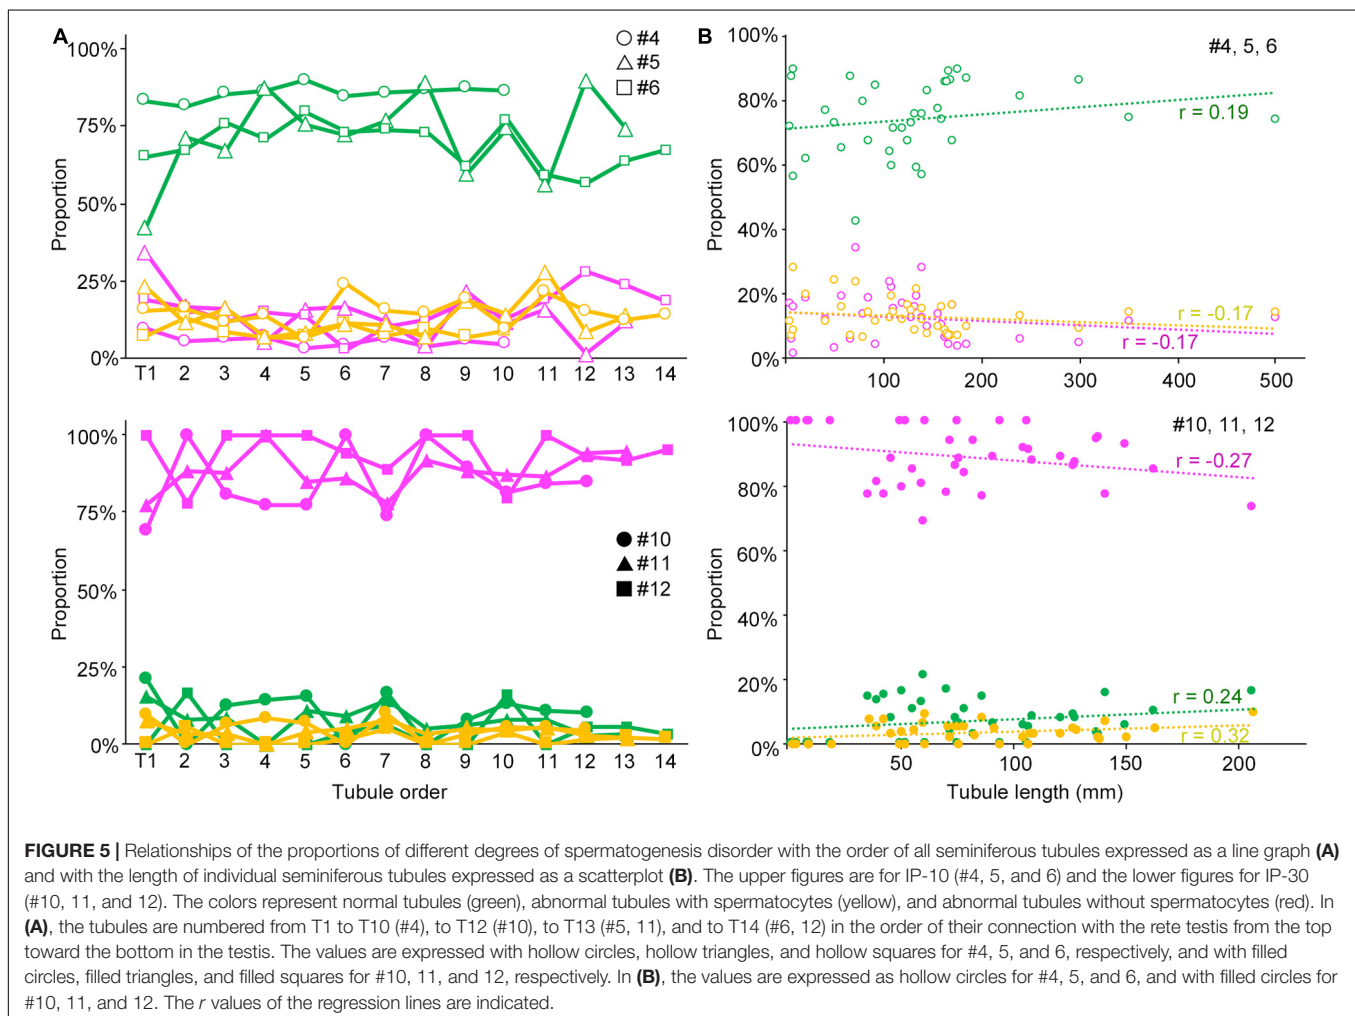 A
100%
75%
50%
25%
0%
Proportion
#4
#5
#6
T1 2 3 4 5 6 7 8 9 10 11 12 13 14
B
100%
80%
60%
40%
20%
0%
Proportion
#4, 5, 6
r = 0.19
r = -0.17
r = -0.17
100 200 300 400 500
100%
75%
50%
25%
0%
Proportion
#10
#11
#12
T1 2 3 4 5 6 7 8 9 10 11 12 13 14
Tubule order
100%
80%
60%
40%
20%
0%
Proportion
#10, 11, 12
r = -0.27
r = 0.24
r = 0.32
50 100 150 200
Tubule length (mm)
FIGURE 5 | Relationships of the proportions of different degrees of spermatogenesis disorder with the order of all seminiferous tubules expressed as a line graph (A)
and with the length of individual seminiferous tubules expressed as a scatterplot (B). The upper figures are for IP-10 (#4, 5, and 6) and the lower figures for IP-30
(#10, 11, and 12). The colors represent normal tubules (green), abnormal tubules with spermatocytes (yellow), and abnormal tubules without spermatocytes (red). In
(A), the tubules are numbered from T1 to T10 (#4), to T12 (#10), to T13 (#5, 11), and to T14 (#6, 12) in the order of their connection with the rete testis from the top
toward the bottom in the testis. The values are expressed with hollow circles, hollow triangles, and hollow squares for #4, 5, and 6, respectively, and with filled
circles, filled triangles, and filled squares for #10, 11, and 12, respectively. In (B), the values are expressed as hollow circles for #4, 5, and 6, and with filled circles for
#10, 11, and 12. The r values of the regression lines are indicated.